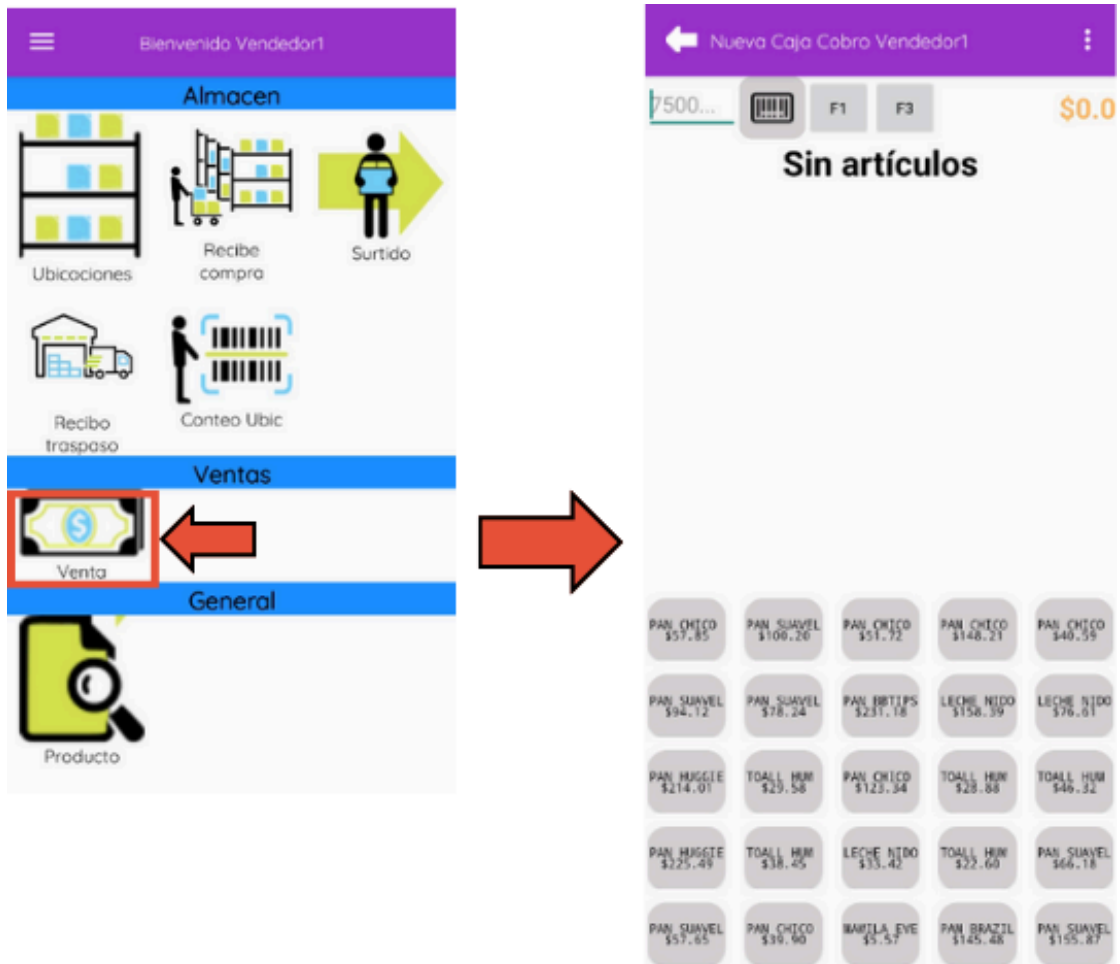 Bienvenido Vendedor1
Almacen
Ubicaciones
Recibe
compra
Surtido
Recibo
traspaso
Conteo Ubic
Ventas
Venta
General
Producto
Nueva Caja Cobro Vendedor1
7500...
F1
F3
$0.0
Sin artículos
PAN CHICO
$57.85
PAN SUAVEL
$100.20
PAN CHICO
$51.72
PAN CHICO
$148.21
PAN CHICO
$40.59
PAN SUAVEL
$94.12
PAN SUAVEL
$78.24
PAN BBTIPS
$231.18
LECHE NIDO
$158.39
LECHE NIDO
$76.61
PAN HUGGIE
$214.01
TOALL HUM
$29.58
PAN CHICO
$123.34
TOALL HUM
$28.88
TOALL HUM
$46.32
PAN HUGGIE
$225.49
TOALL HUM
$38.45
LECHE NIDO
$33.42
TOALL HUM
$22.60
PAN SUAVEL
$66.18
PAN SUAVEL
$57.65
PAN CHICO
$39.90
MAMILA EVE
$5.57
PAN BRAZIL
$145.48
PAN SUAVEL
$155.87